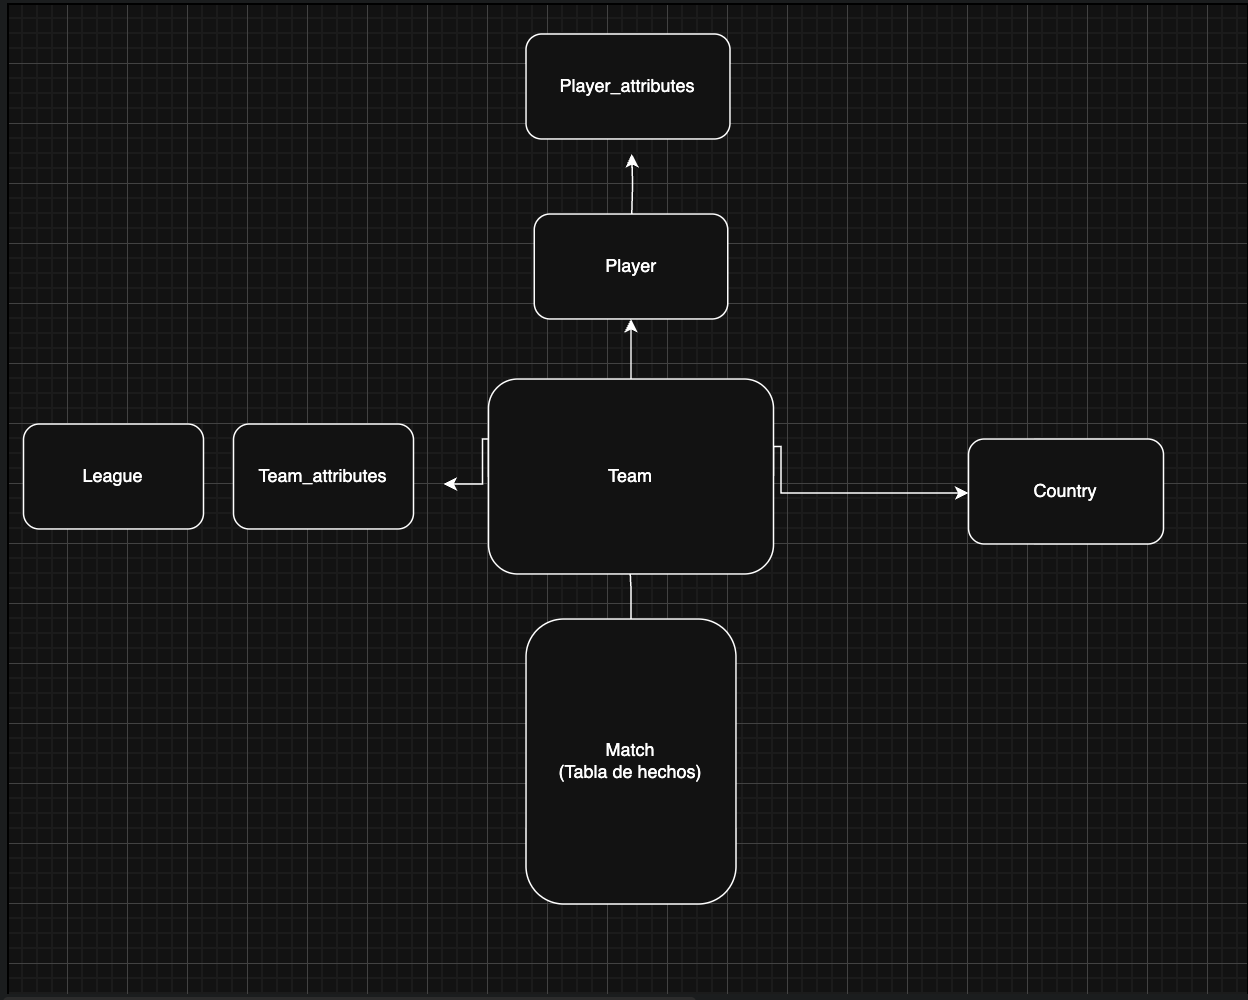 Player_attributes
Player
League
Team_attributes
Team
Country
Match
(Tabla de hechos)